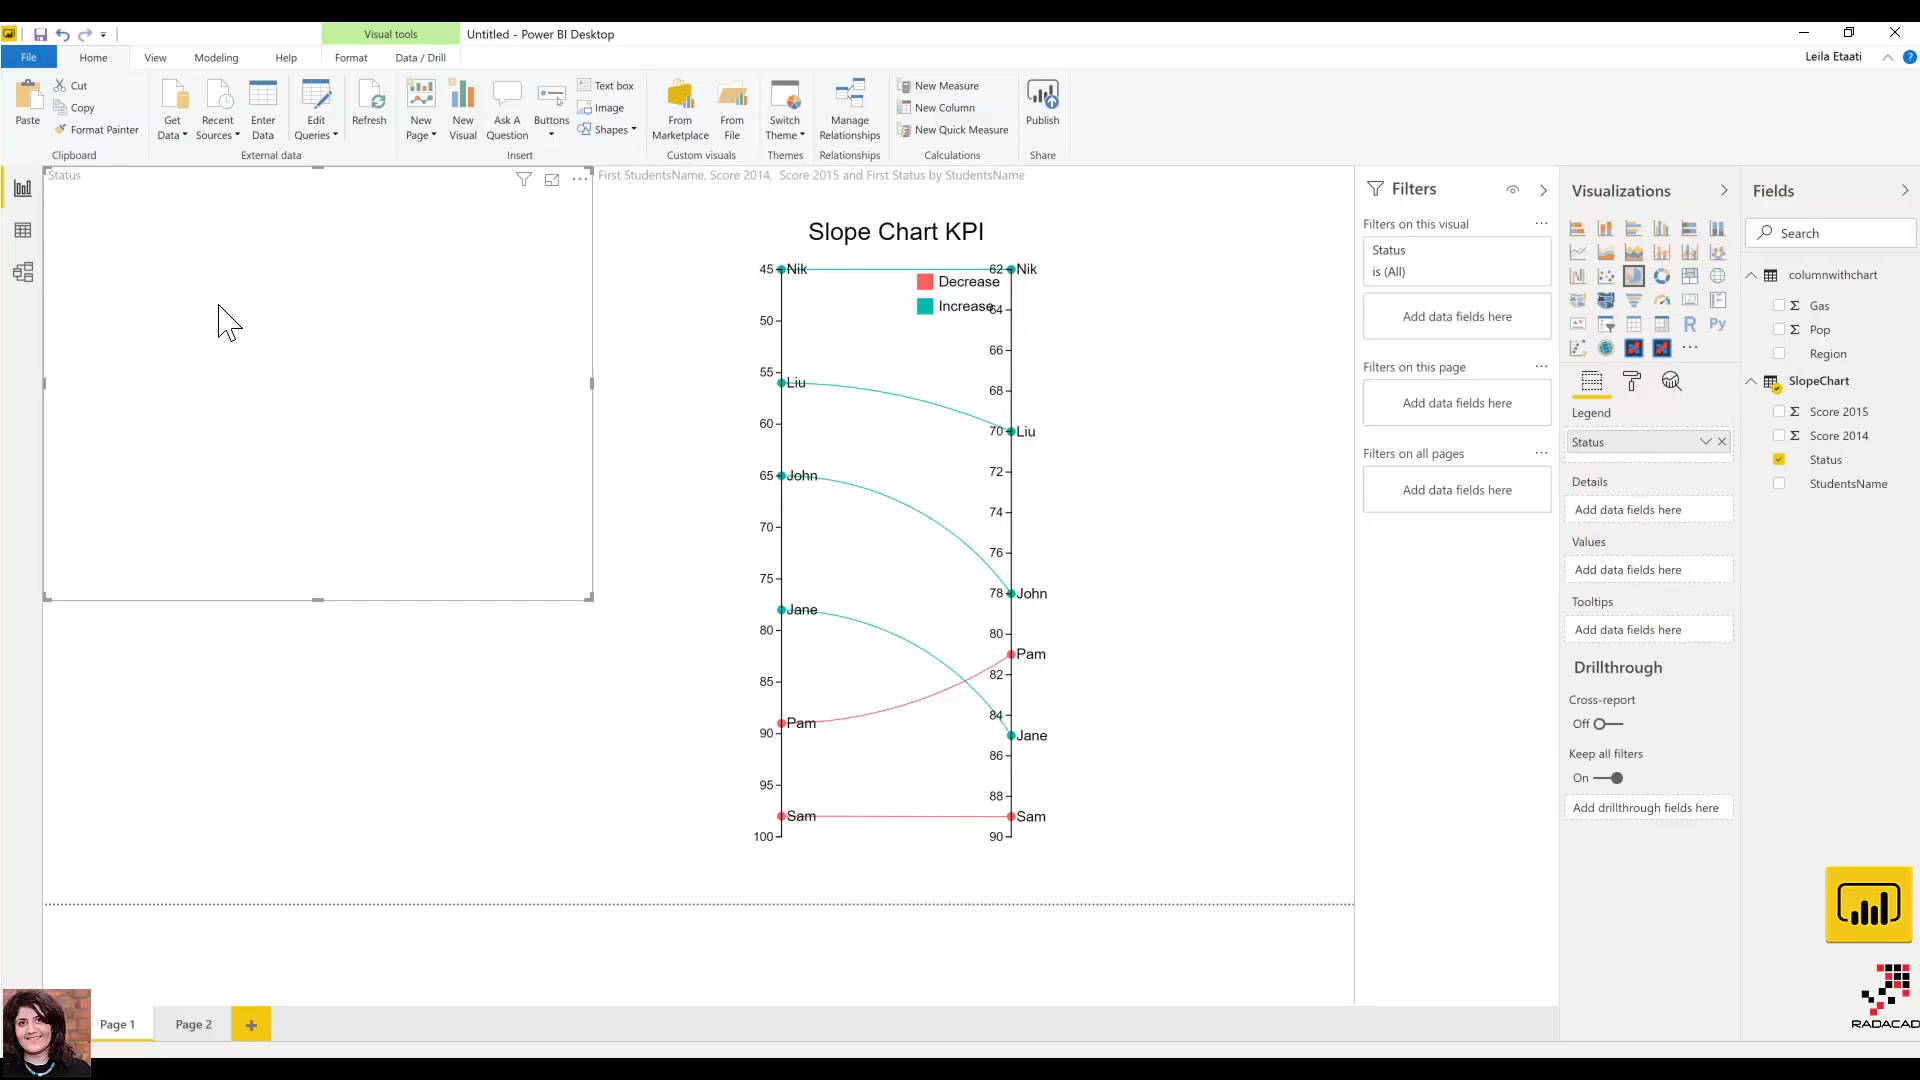 Visual tools
Untitled - Power BI Desktop
File
Home
View
Modeling
Help
Format
Data / Drill
Leila Etaati
Paste
Cut
Copy
Format Painter
Clipboard
Get Data
Recent Sources
Enter Data
Edit Queries
Refresh
External data
New Page
New Visual
Ask A Question
Buttons
Text box
Image
Shapes
Insert
From Marketplace
From File
Custom visuals
Switch Theme
Themes
Manage Relationships
Relationships
New Measure
New Column
New Quick Measure
Calculations
Publish
Share
Status
First StudentsName, Score 2014, Score 2015 and First Status by StudentsName
Slope Chart KPI
Decrease
Increase
45
50
55
60
65
70
75
80
85
90
95
100
Nik
Liu
John
Jane
Pam
Sam
62
64
66
68
70
72
74
76
78
80
82
84
86
88
90
Nik
Liu
John
Pam
Jane
Sam
Filters
Filters on this visual
Status
is (All)
Add data fields here
Filters on this page
Add data fields here
Filters on all pages
Add data fields here
Visualizations
R
Py
Legend
Status
Details
Add data fields here
Values
Add data fields here
Tooltips
Add data fields here
Drillthrough
Cross-report
Off
Keep all filters
On
Add drillthrough fields here
Fields
Search
columnwithchart
Σ Gas
Σ Pop
Region
SlopeChart
Σ Score 2015
Σ Score 2014
Status
StudentsName
Page 1
Page 2
+
RADACAD